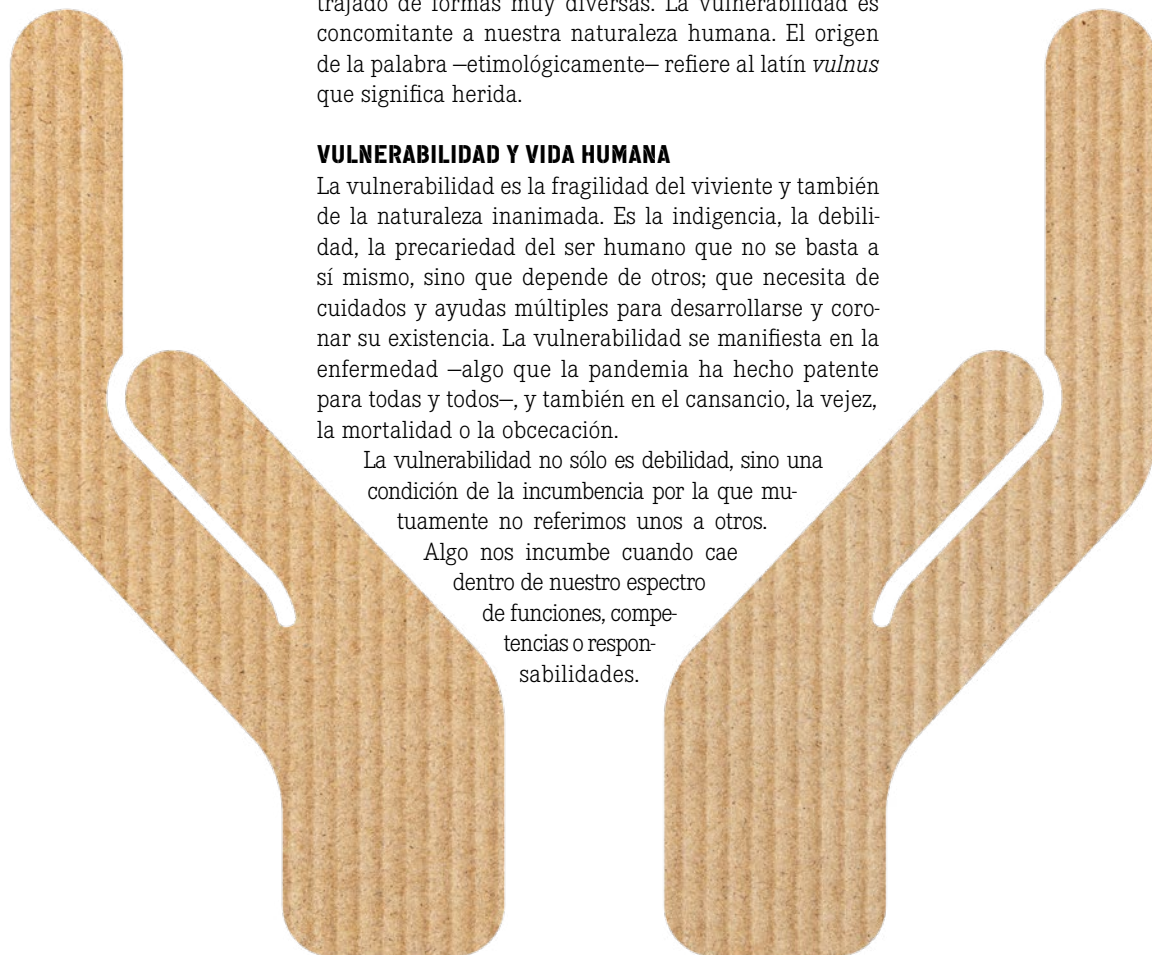 trajado de formas muy diversas. La vulnerabilidad es
concomitante a nuestra naturaleza humana. El origen
de la palabra –etimológicamente– refiere al latín vulnus
que significa herida.
VULNERABILIDAD Y VIDA HUMANA
La vulnerabilidad es la fragilidad del viviente y también
de la naturaleza inanimada. Es la indigencia, la debili-
dad, la precariedad del ser humano que no se basta a
sí mismo, sino que depende de otros; que necesita de
cuidados y ayudas múltiples para desarrollarse y coro-
nar su existencia. La vulnerabilidad se manifiesta en la
enfermedad –algo que la pandemia ha hecho patente
para todas y todos–, y también en el cansancio, la vejez,
la mortalidad o la obcecación.
La vulnerabilidad no sólo es debilidad, sino una
condición de la incumbencia por la que mu-
tuamente no referimos unos a otros.
Algo nos incumbe cuando cae
dentro de nuestro espectro
de funciones, compe-
tencias o respon-
sabilidades.